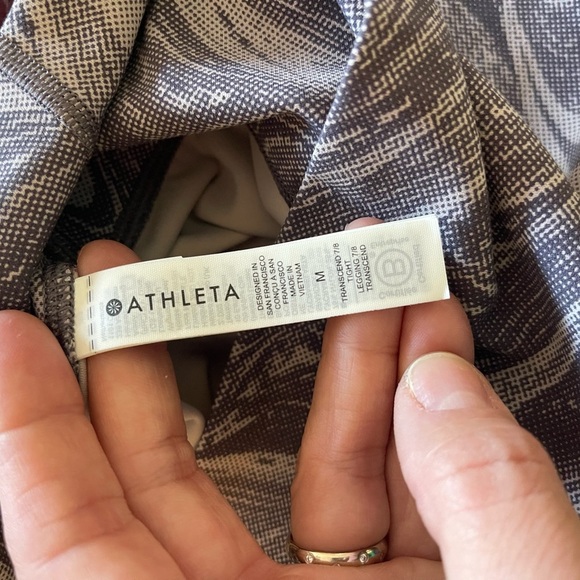 ATHLETA
DESIGNED IN
SAN FRANCISCO
CONÇU A SAN
FRANCISCO
MADE IN
VIETNAM
M
TRANSCEND 7/8
TIGHT
LEGGING 7/8
TRANSCEND
B